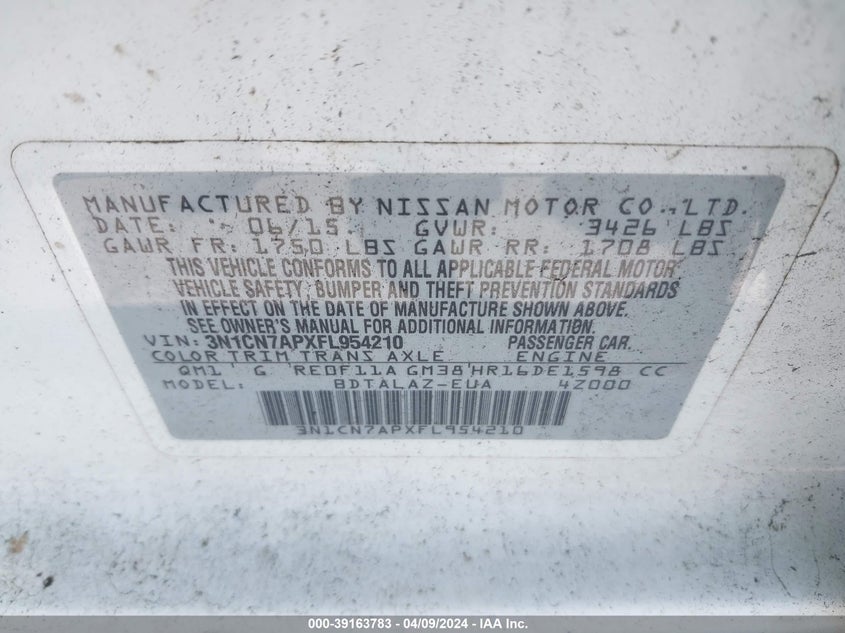 MANUFACTURED BY NISSAN MOTOR CO., LTD.
DATE: 06/15 GVWR: 3426 LBS
GAWR FR: 1750 LBS GAWR RR: 1708 LBS
THIS VEHICLE CONFORMS TO ALL APPLICABLE FEDERAL MOTOR
VEHICLE SAFETY, BUMPER AND THEFT PREVENTION STANDARDS
IN EFFECT ON THE DATE OF MANUFACTURE SHOWN ABOVE.
SEE OWNER'S MANUAL FOR ADDITIONAL INFORMATION
VIN: 3N1CN7APXFL954210 PASSENGER CAR.
COLOR TRIM TRANS AXLE ENGINE
QM1 G RE0F11A GM38 HR16DE1598 CC
MODEL: BDTALAZ-EUA 4Z000
3N1CN7APXFL954210
000-39163783 - 04/09/2024 - IAA Inc.